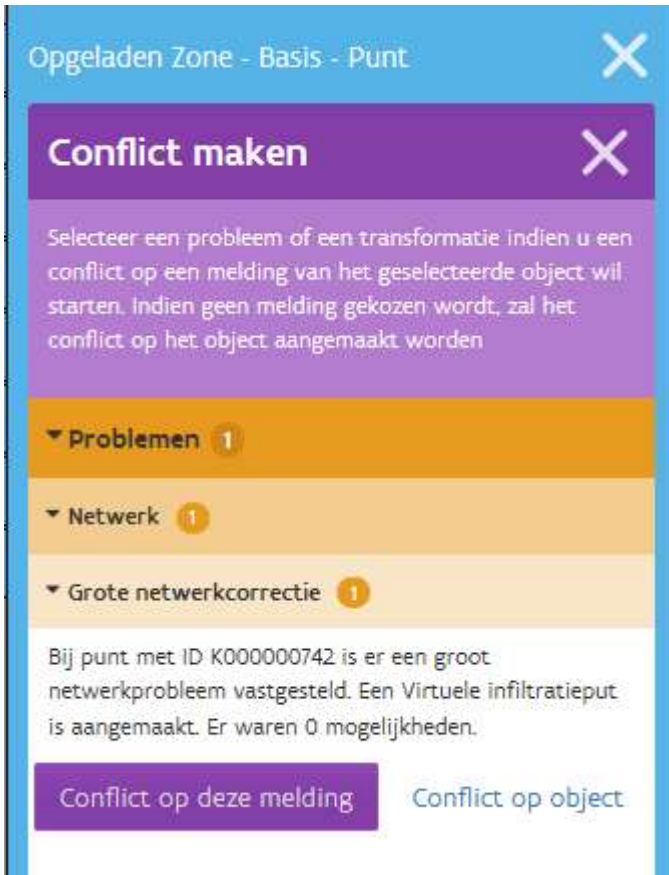 Opgeladen Zone - Basis - Punt
Conflict maken
Selecteer een probleem of een transformatie indien u een
conflict op een melding van het geselecteerde object wil
starten. Indien geen melding gekozen wordt, zal het
conflict op het object aangemaakt worden
Problemen 1
Netwerk 1
Grote netwerkcorrectie 1
Bij punt met ID K000000742 is er een groot
netwerkprobleem vastgesteld. Een Virtuele infiltratieput
is aangemaakt. Er waren 0 mogelijkheden.
Conflict op deze melding Conflict op object